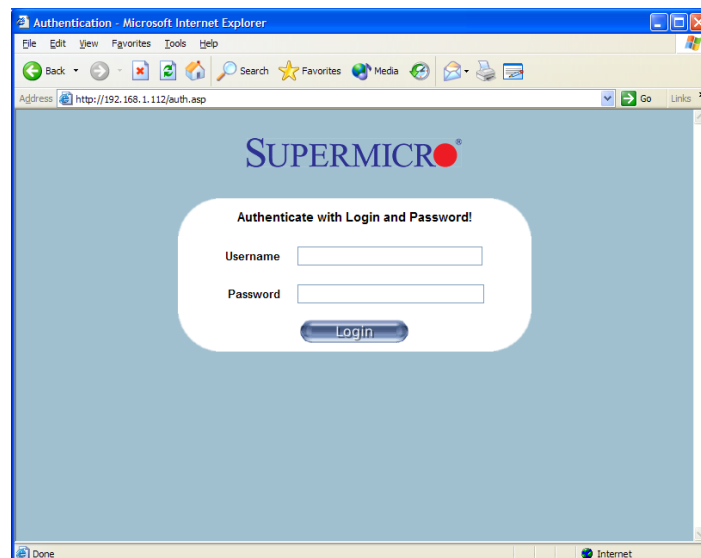 Authentication - Microsoft Internet Explorer
File Edit View Favorites Tools Help
Back Search Favorites Media
Address http://192.168.1.112/auth.asp Go Links
SUPERMICRO®
Authenticate with Login and Password!
Username
Password
Login
Done Internet